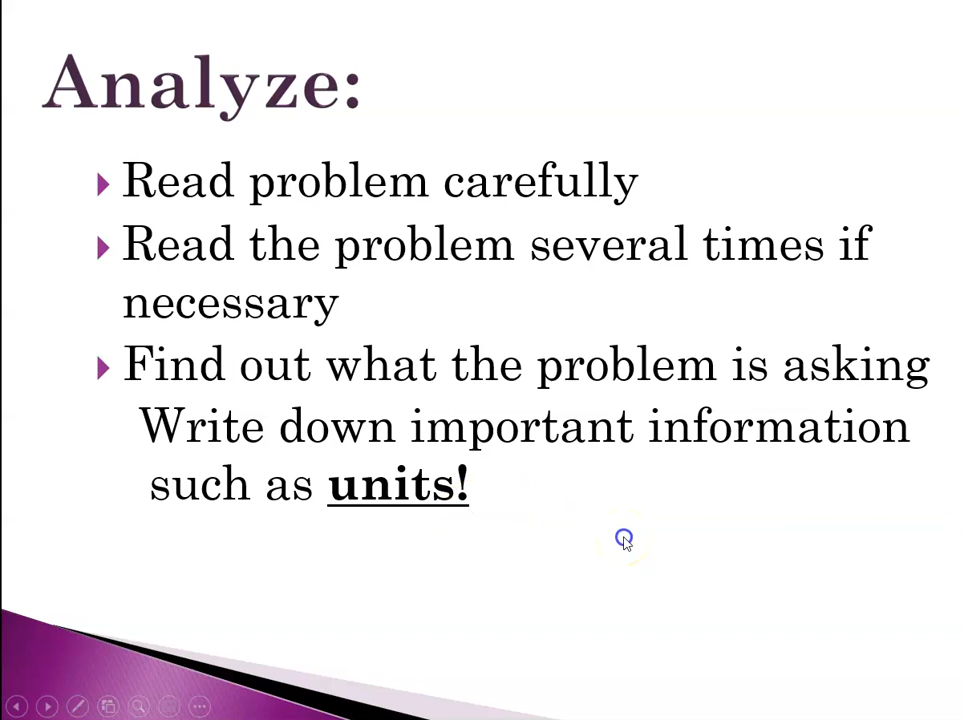 Analyze:
Read problem carefully
Read the problem several times if
necessary
Find out what the problem is asking
Write down important information
such as units!